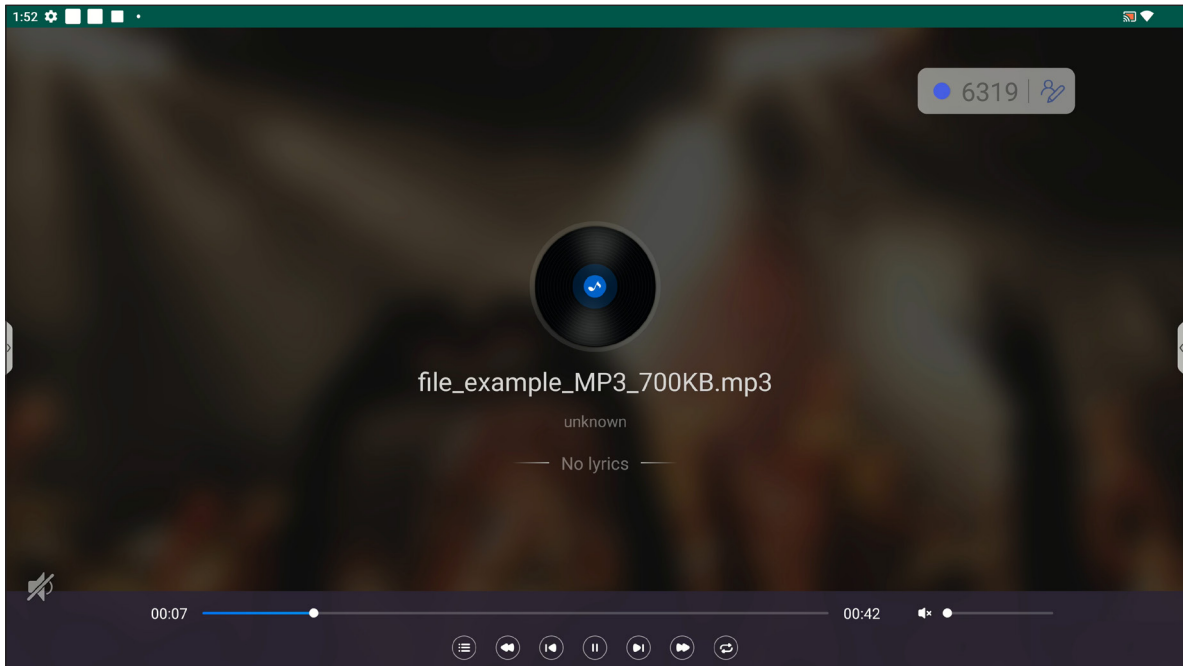 1:52
6319
file_example_MP3_700KB.mp3
unknown
No lyrics
00:07
00:42